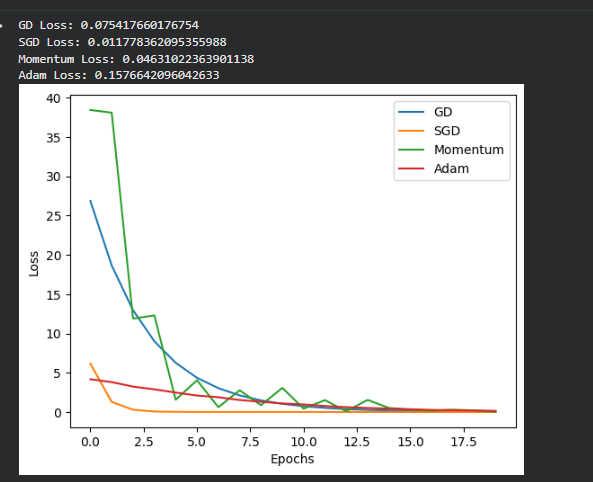 GD Loss: 0.075417660176754
SGD Loss: 0.011778362095355988
Momentum Loss: 0.04631022363901138
Adam Loss: 0.1576642096042633
40
35
30
25
20
15
10
5
0
Loss
GD
SGD
Momentum
Adam
0.0 2.5 5.0 7.5 10.0 12.5 15.0 17.5
Epochs